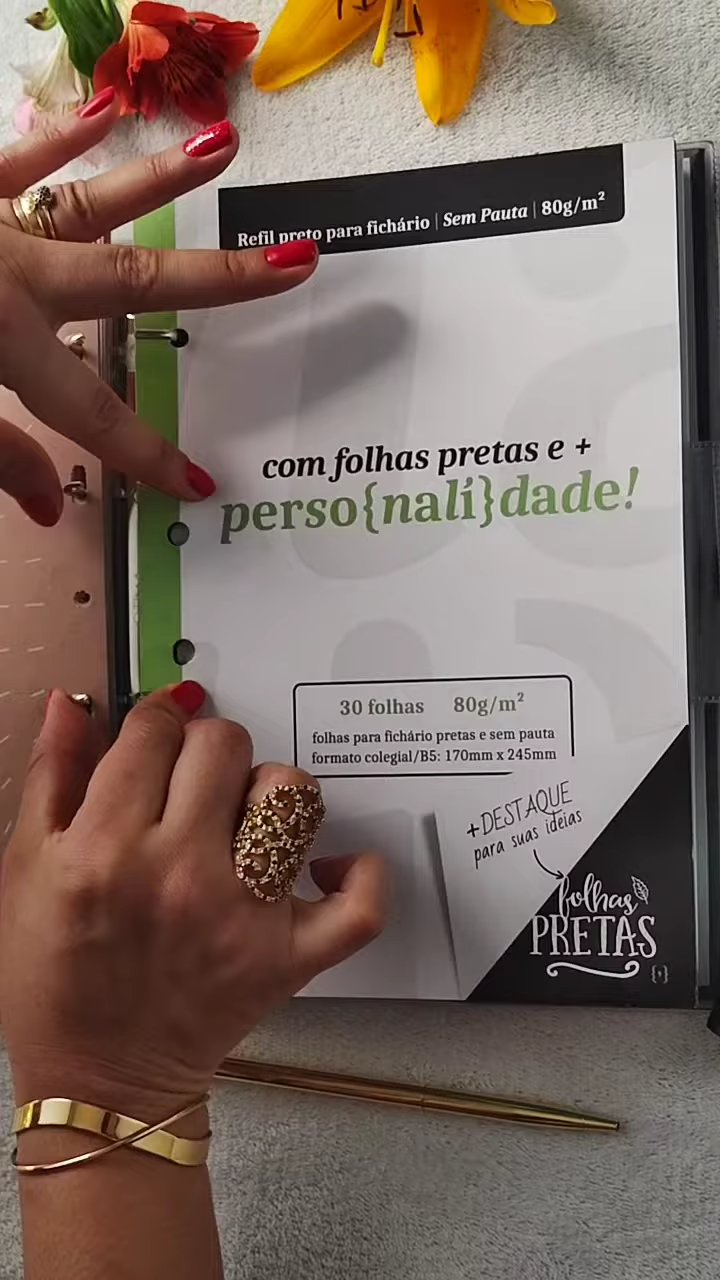 Refil preto para fichário | Sem Pauta | 80g/m²
com folhas pretas e +
perso{nali}dade!
30 folhas 80g/m²
folhas para fichário pretas e sem pauta
formato colegial/B5: 170mm x 245mm
+DESTAQUE
para suas ideias
folhas
PRETAS